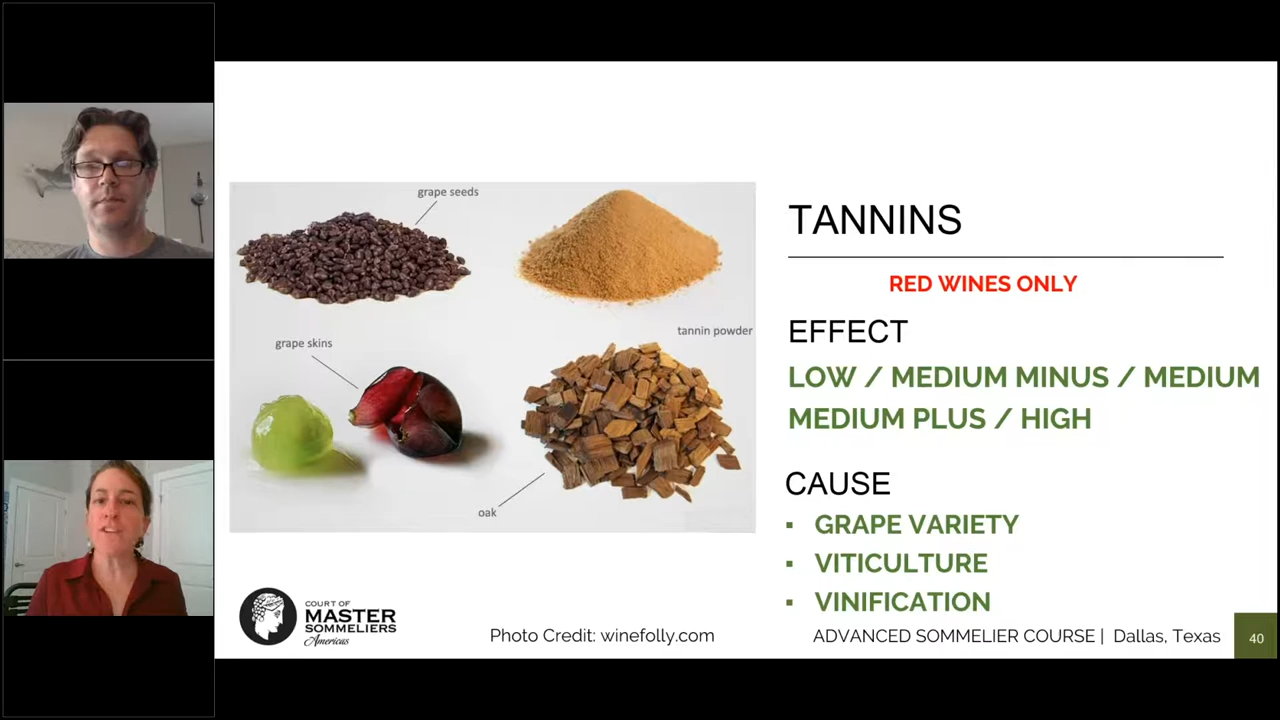 grape seeds
tannin powder
grape skins
oak
TANNINS
RED WINES ONLY
EFFECT
LOW / MEDIUM MINUS / MEDIUM
MEDIUM PLUS / HIGH
CAUSE
▪ GRAPE VARIETY
▪ VITICULTURE
▪ VINIFICATION
COURT OF
MASTER
SOMMELIERS
Americas
Photo Credit: winefolly.com
ADVANCED SOMMELIER COURSE | Dallas, Texas
40